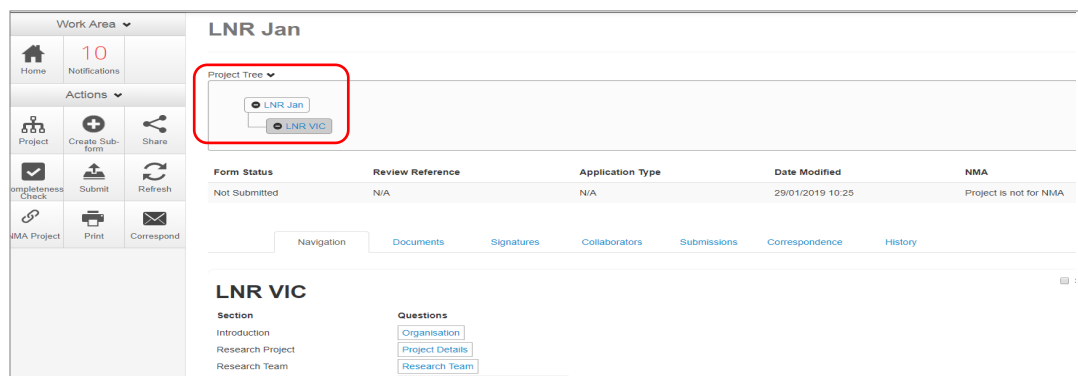 Work Area
LNR Jan
Home
10
Notifications
Project Tree
Actions
LNR Jan
LNR VIC
Project
Create Sub-
form
Share
Form Status Review Reference Application Type Date Modified NMA
Not Submitted N/A N/A 29/01/2019 10:25 Project is not for NMA
ompleteness
Check
Submit
Refresh
NMA Project
Print
Correspond
Navigation Documents Signatures Collaborators Submissions Correspondence History
LNR VIC
Section Questions
Introduction Organisation
Research Project Project Details
Research Team Research Team